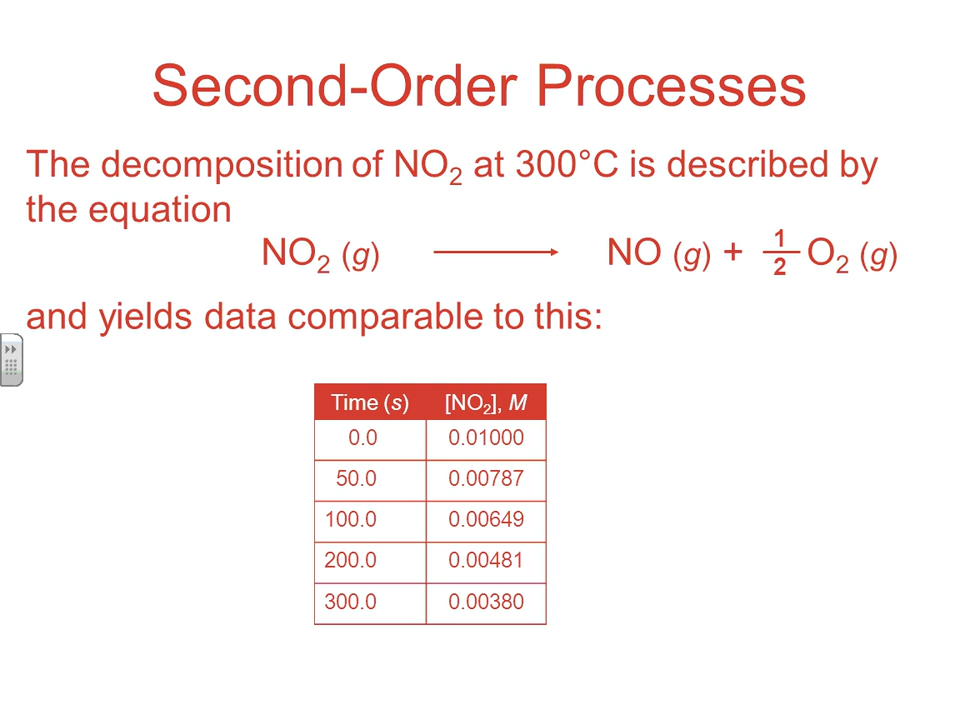 Second-Order Processes
The decomposition of NO₂ at 300°C is described by
the equation
NO₂ (g) ⟶ NO (g) + 1/2 O₂ (g)
and yields data comparable to this:
Time (s) [NO₂], M
0.0 0.01000
50.0 0.00787
100.0 0.00649
200.0 0.00481
300.0 0.00380